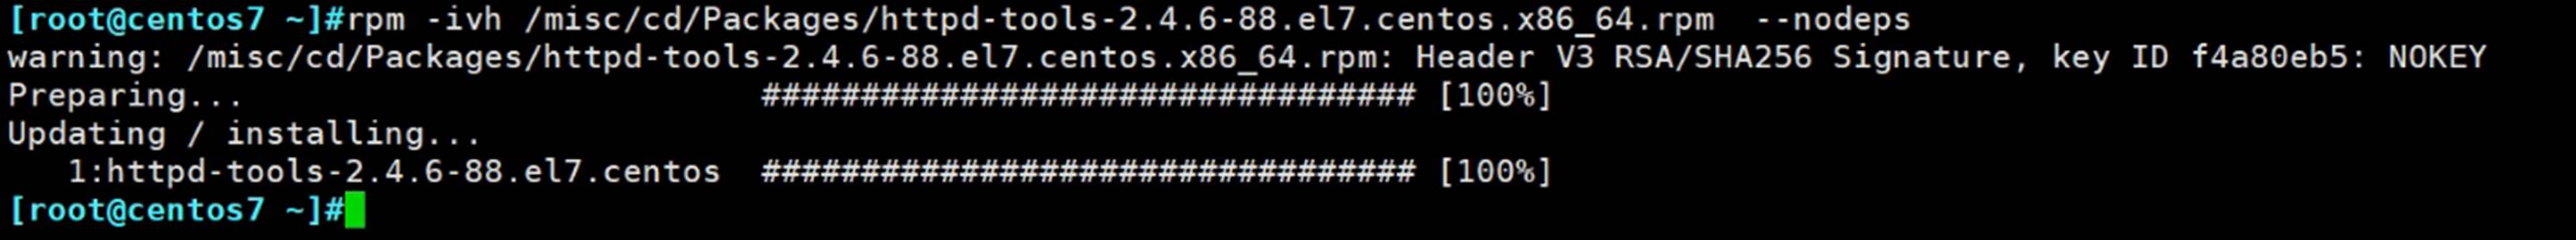 [root@centos7 ~]#rpm -ivh /misc/cd/Packages/httpd-tools-2.4.6-88.el7.centos.x86_64.rpm  --nodeps
warning: /misc/cd/Packages/httpd-tools-2.4.6-88.el7.centos.x86_64.rpm: Header V3 RSA/SHA256 Signature, key ID f4a80eb5: NOKEY
Preparing...                          ################################# [100%]
Updating / installing...
   1:httpd-tools-2.4.6-88.el7.centos  ################################# [100%]
[root@centos7 ~]#